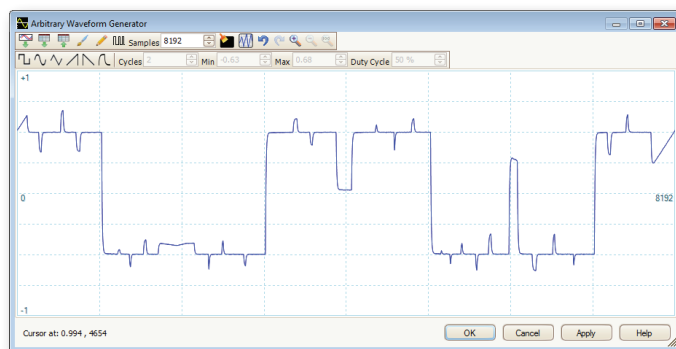 Arbitrary Waveform Generator
Samples 8192
Cycles 2 Min -0.63 Max 0.68 Duty Cycle 50 %
+1
0 8192
-1
Cursor at: 0.994 , 4654 OK Cancel Apply Help